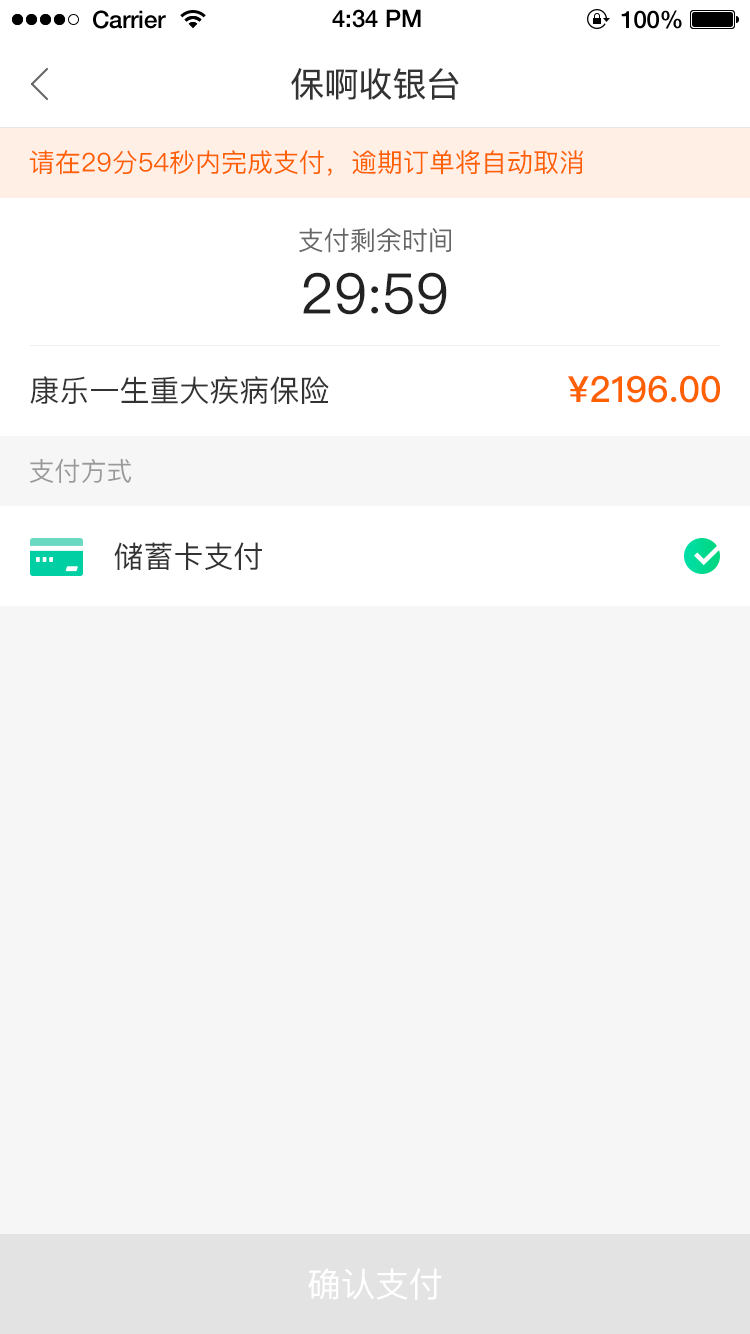 Carrier 4:34 PM 100%
保啊收银台
请在29分54秒内完成支付，逾期订单将自动取消
支付剩余时间
29:59
康乐一生重大疾病保险 ¥2196.00
支付方式
储蓄卡支付
确认支付